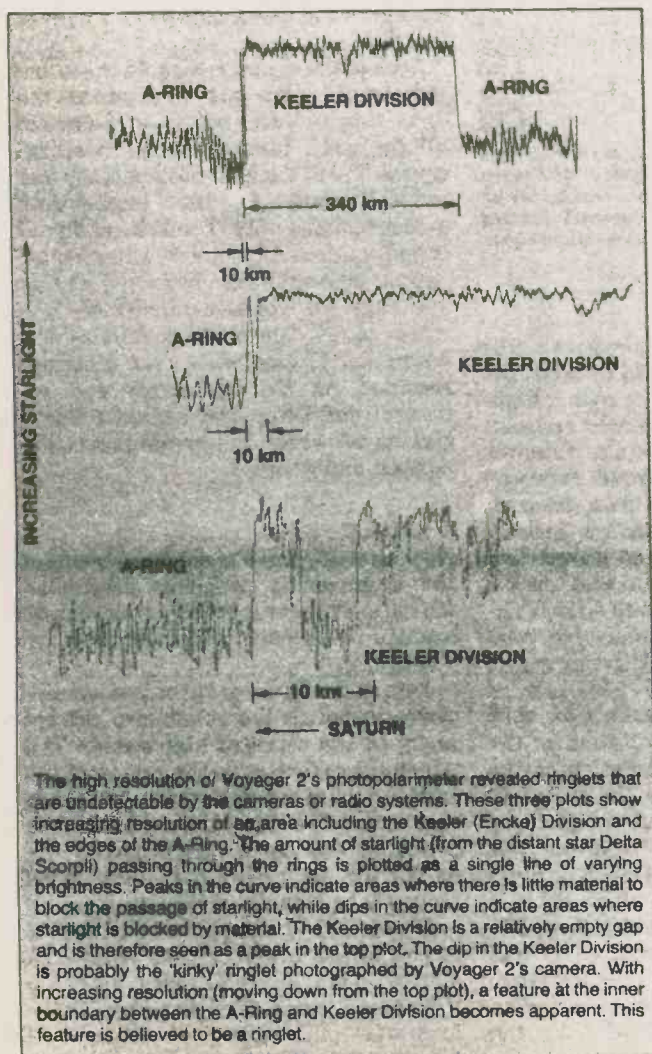 A-RING
KEELER DIVISION
A-RING
340 km
10 km
A-RING
KEELER DIVISION
10 km
INCREASING STARLIGHT
A-RING
KEELER DIVISION
10 km
SATURN
The high resolution of Voyager 2's photopolarimeter revealed ringlets that
are undetectable by the cameras or radio systems. These three plots show
increasing resolution of an area including the Keeler (Encke) Division and
the edges of the A-Ring. The amount of starlight (from the distant star Delta
Scorpii) passing through the rings is plotted as a single line of varying
brightness. Peaks in the curve indicate areas where there is little material to
block the passage of starlight, while dips in the curve indicate areas where
starlight is blocked by material. The Keeler Division is a relatively empty gap
and is therefore seen as a peak in the top plot. The dip in the Keeler Division
is probably the 'kinky' ringlet photographed by Voyager 2's camera. With
increasing resolution (moving down from the top plot), a feature at the inner
boundary between the A-Ring and Keeler Division becomes apparent. This
feature is believed to be a ringlet.